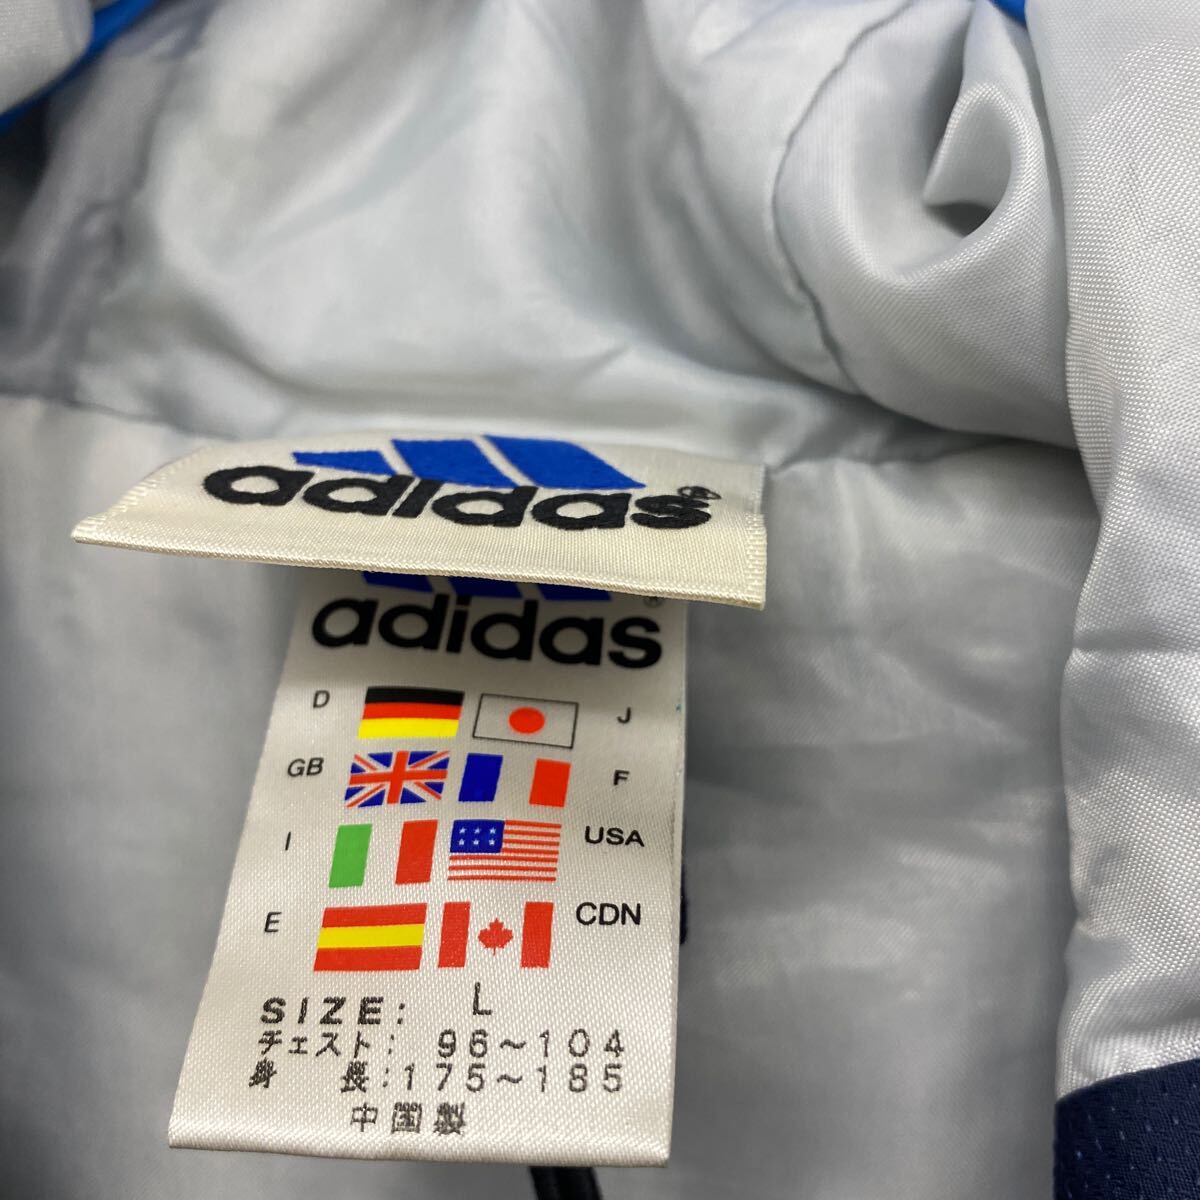 adidas®
adidas®
D J
GB F
I USA
E CDN
SIZE: L
チェスト: 96~104
身 長:175~185
中国製